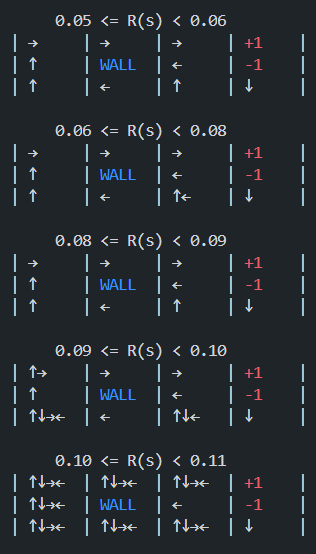 0.05 <= R(s) < 0.06
| → | → | → | +1 |
| ↑ | WALL | ← | -1 |
| ↑ | ← | ↑ | ↓ |
0.06 <= R(s) < 0.08
| → | → | → | +1 |
| ↑ | WALL | ← | -1 |
| ↑ | ← | ↑← | ↓ |
0.08 <= R(s) < 0.09
| → | → | → | +1 |
| ↑ | WALL | ← | -1 |
| ↑ | ← | ↑ | ↓ |
0.09 <= R(s) < 0.10
| ↑→ | → | → | +1 |
| ↑ | WALL | ← | -1 |
| ↑↓→← | ← | ↑↓← | ↓ |
0.10 <= R(s) < 0.11
| ↑↓→← | ↑↓→← | ↑↓→← | +1 |
| ↑↓→← | WALL | ← | -1 |
| ↑↓→← | ↑↓→← | ↑↓→← | ↓ |